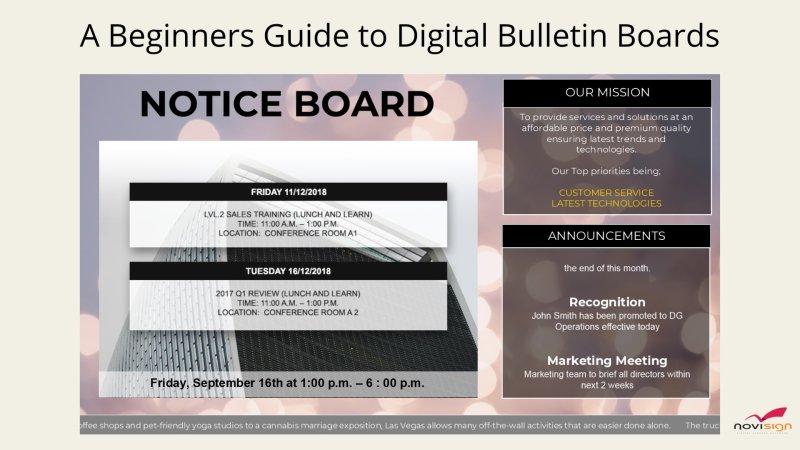 A Beginners Guide to Digital Bulletin Boards
NOTICE BOARD
FRIDAY 11/12/2018
LVL.2 SALES TRAINING (LUNCH AND LEARN)
TIME: 11:00 A.M. – 1:00 P.M.
LOCATION: CONFERENCE ROOM A1
TUESDAY 16/12/2018
2017 Q1 REVIEW (LUNCH AND LEARN)
TIME: 11:00 A.M. – 1:00 P.M.
LOCATION: CONFERENCE ROOM A 2
Friday, September 16th at 1:00 p.m. – 6 : 00 p.m.
OUR MISSION
To provide services and solutions at an
affordable price and premium quality
ensuring latest trends and
technologies.
Our Top priorities being;
CUSTOMER SERVICE
LATEST TECHNOLOGIES
ANNOUNCEMENTS
the end of this month.
Recognition
John Smith has been promoted to DG
Operations effective today
Marketing Meeting
Marketing team to brief all directors within
next 2 weeks
offee shops and pet-friendly yoga studios to a cannabis marriage exposition, Las Vegas allows many off-the-wall activities that are easier done alone. The truc
novisign